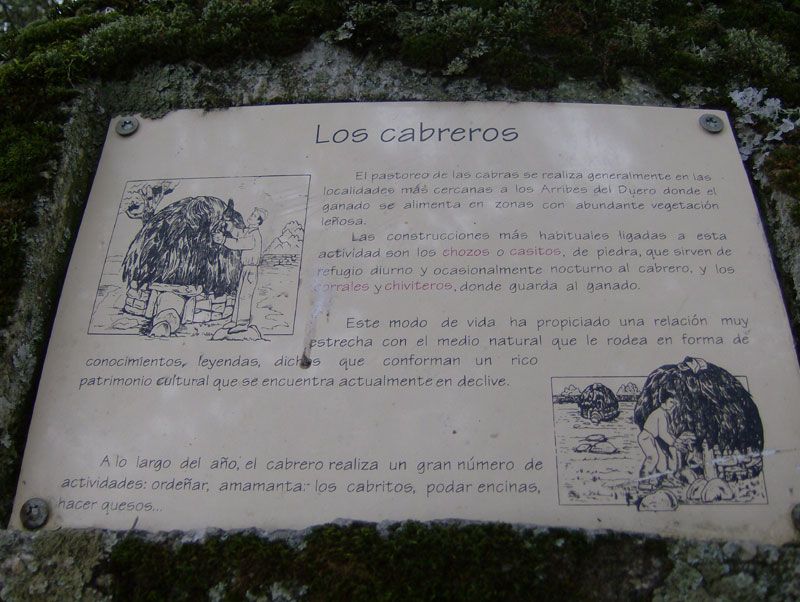 Los cabreros
El pastoreo de las cabras se realiza generalmente en las
localidades más cercanas a los Arribes del Duero donde el
ganado se alimenta en zonas con abundante vegetación
leñosa.
Las construcciones más habituales ligadas a esta
actividad son los chozos o casitos, de piedra, que sirven de
refugio diurno y ocasionalmente nocturno al cabrero, y los
corrales y chiviteros, donde guarda al ganado.
Este modo de vida ha propiciado una relación muy
estrecha con el medio natural que le rodea en forma de
conocimientos, leyendas, dichos que conforman un rico
patrimonio cultural que se encuentra actualmente en declive.
A lo largo del año, el cabrero realiza un gran número de
actividades: ordeñar, amamantar los cabritos, podar encinas,
hacer quesos...